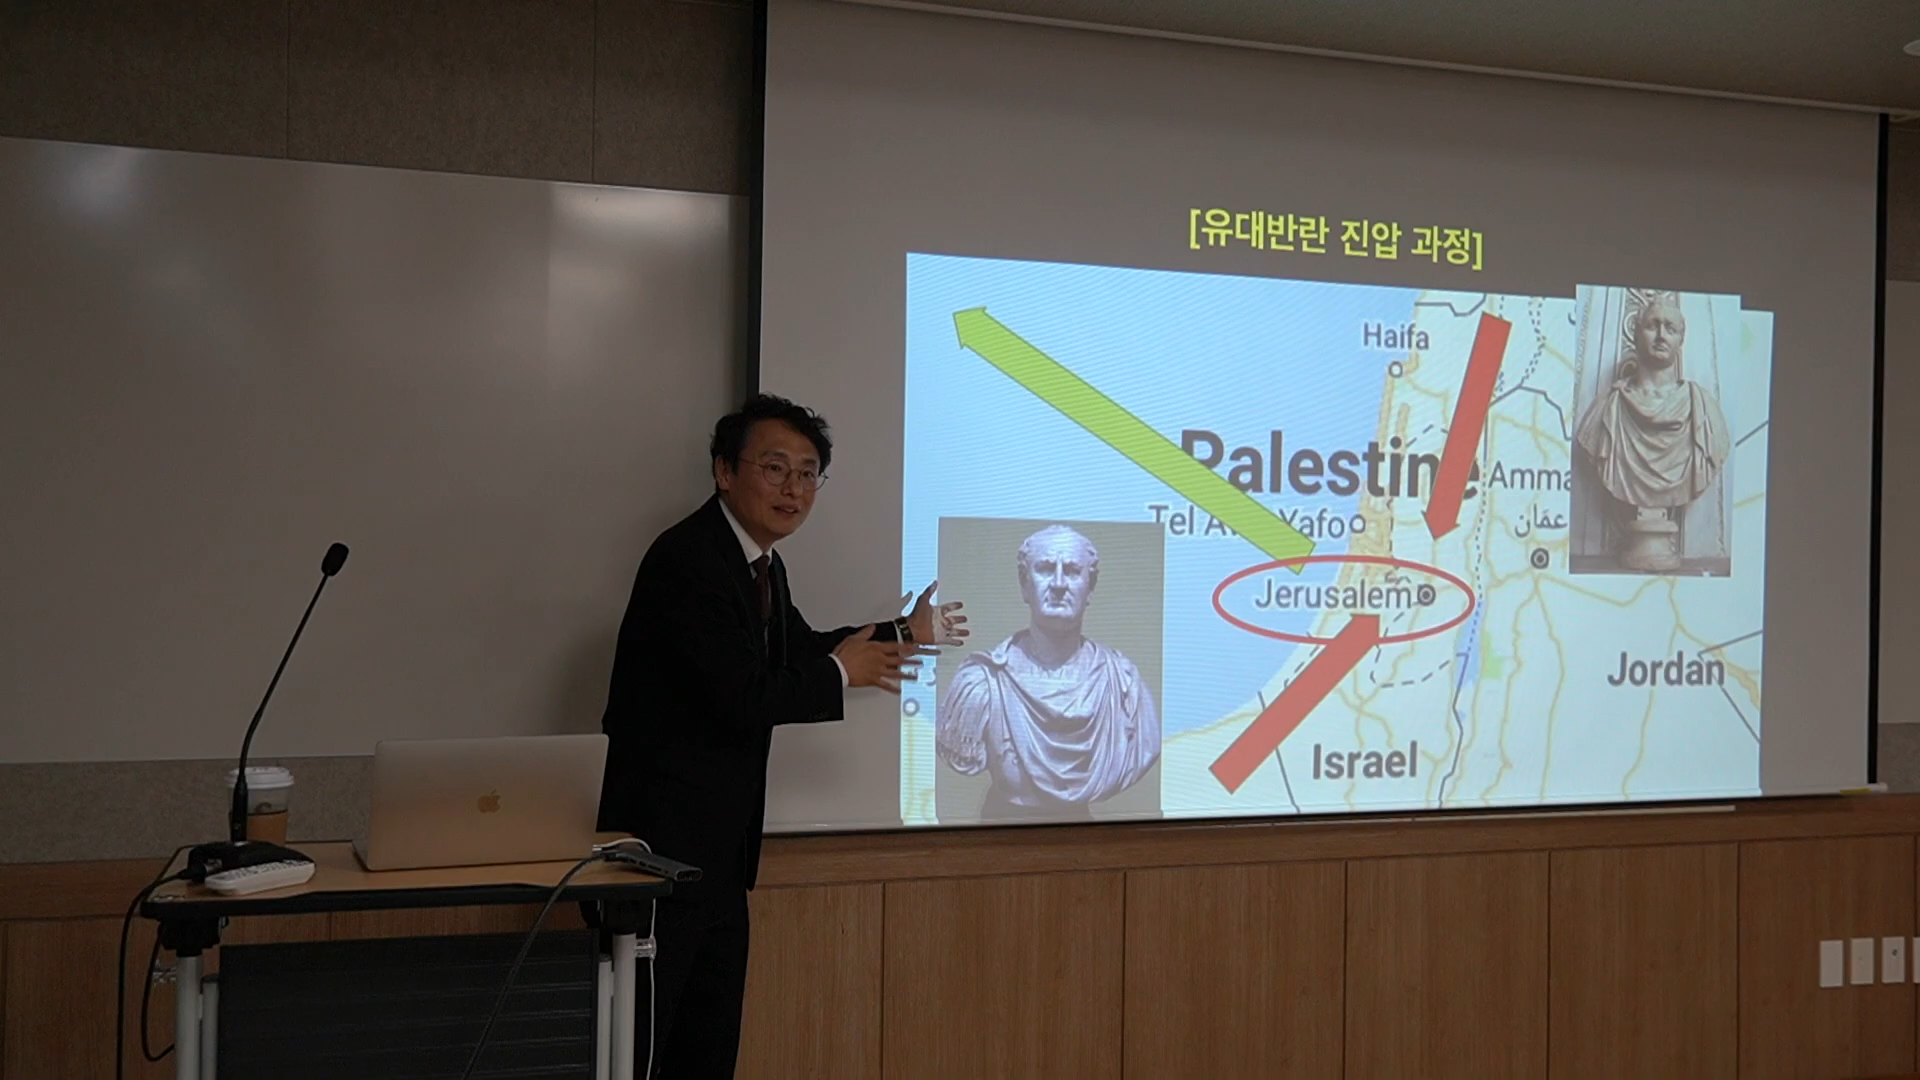 [유대반란 진압 과정]
Haifa
Palestine
Amma
عمّان
Tel A Yafo
Jerusalem
Jordan
Israel